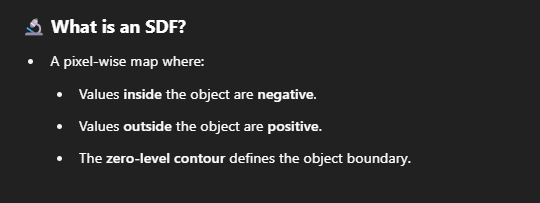 🔬 What is an SDF?
• A pixel-wise map where:
• Values inside the object are negative.
• Values outside the object are positive.
• The zero-level contour defines the object boundary.